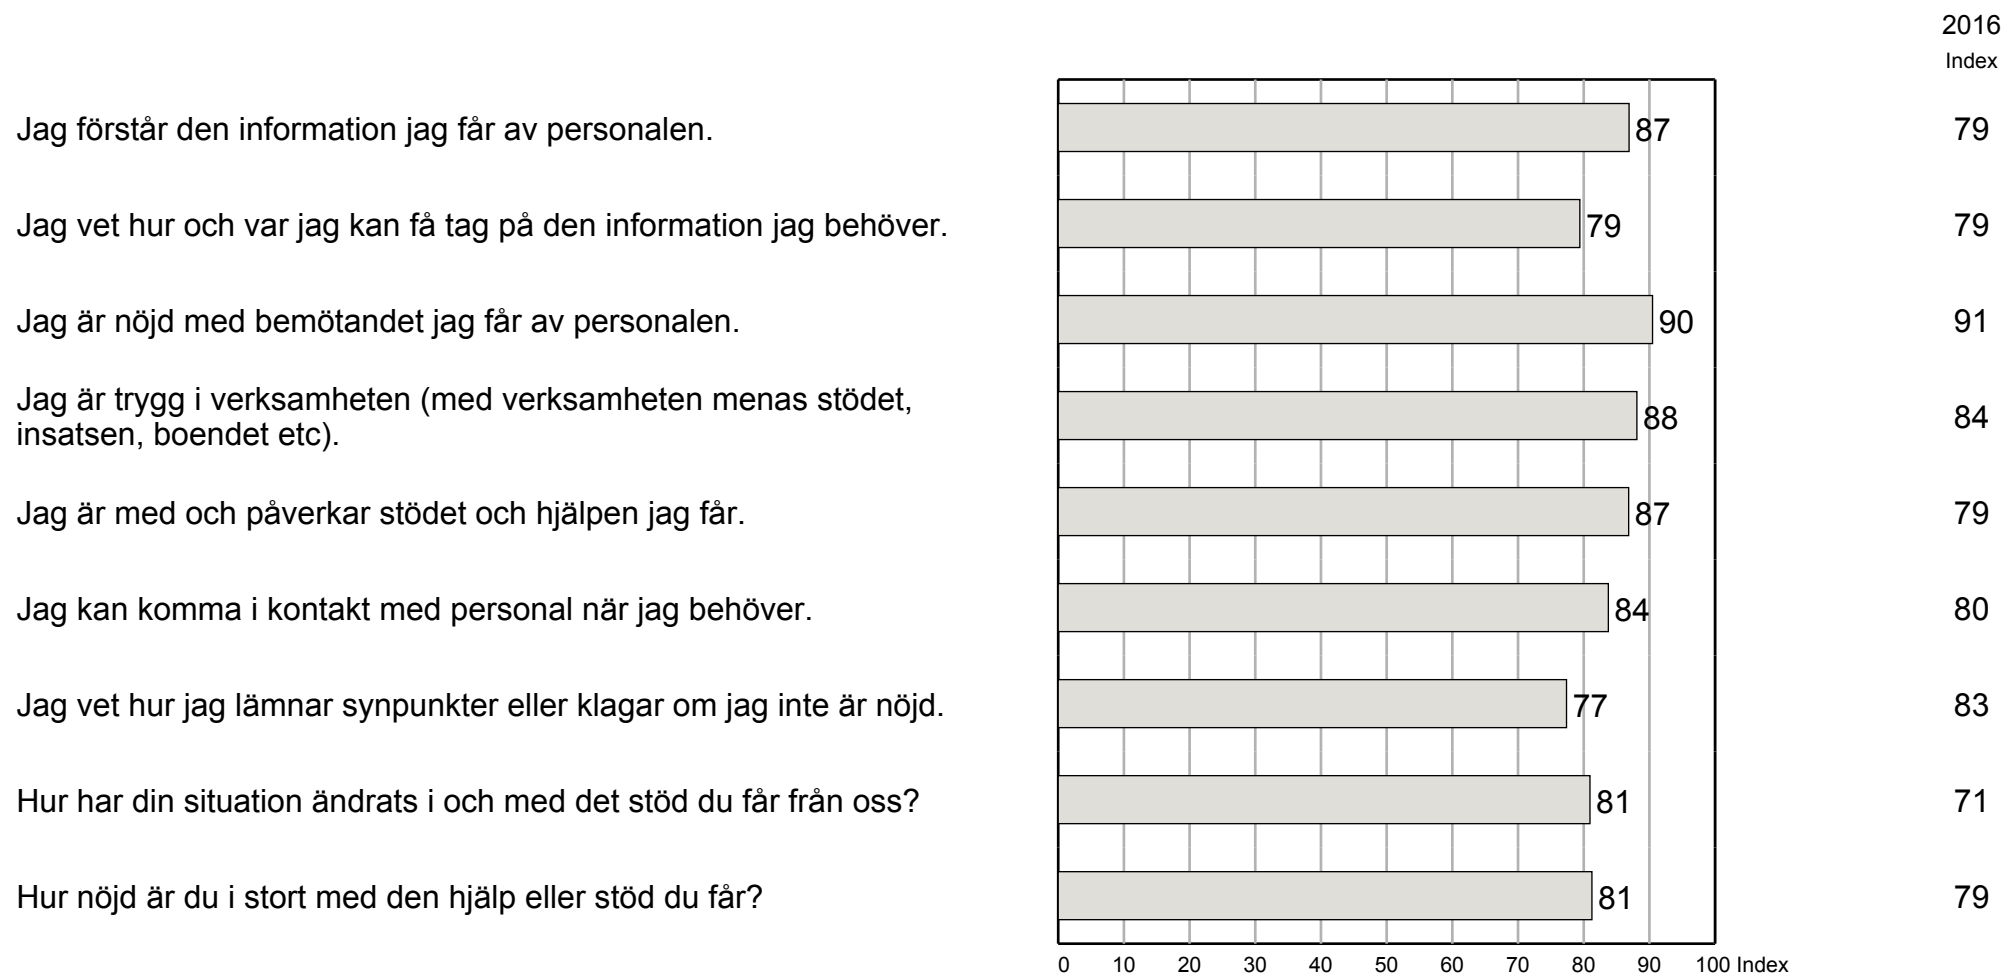 2016
Index
Jag förstår den information jag får av personalen. 87 79
Jag vet hur och var jag kan få tag på den information jag behöver. 79 79
Jag är nöjd med bemötandet jag får av personalen. 90 91
Jag är trygg i verksamheten (med verksamheten menas stödet,
insatsen, boendet etc). 88 84
Jag är med och påverkar stödet och hjälpen jag får. 87 79
Jag kan komma i kontakt med personal när jag behöver. 84 80
Jag vet hur jag lämnar synpunkter eller klagar om jag inte är nöjd. 77 83
Hur har din situation ändrats i och med det stöd du får från oss? 81 71
Hur nöjd är du i stort med den hjälp eller stöd du får? 81 79
0 10 20 30 40 50 60 70 80 90 100 Index